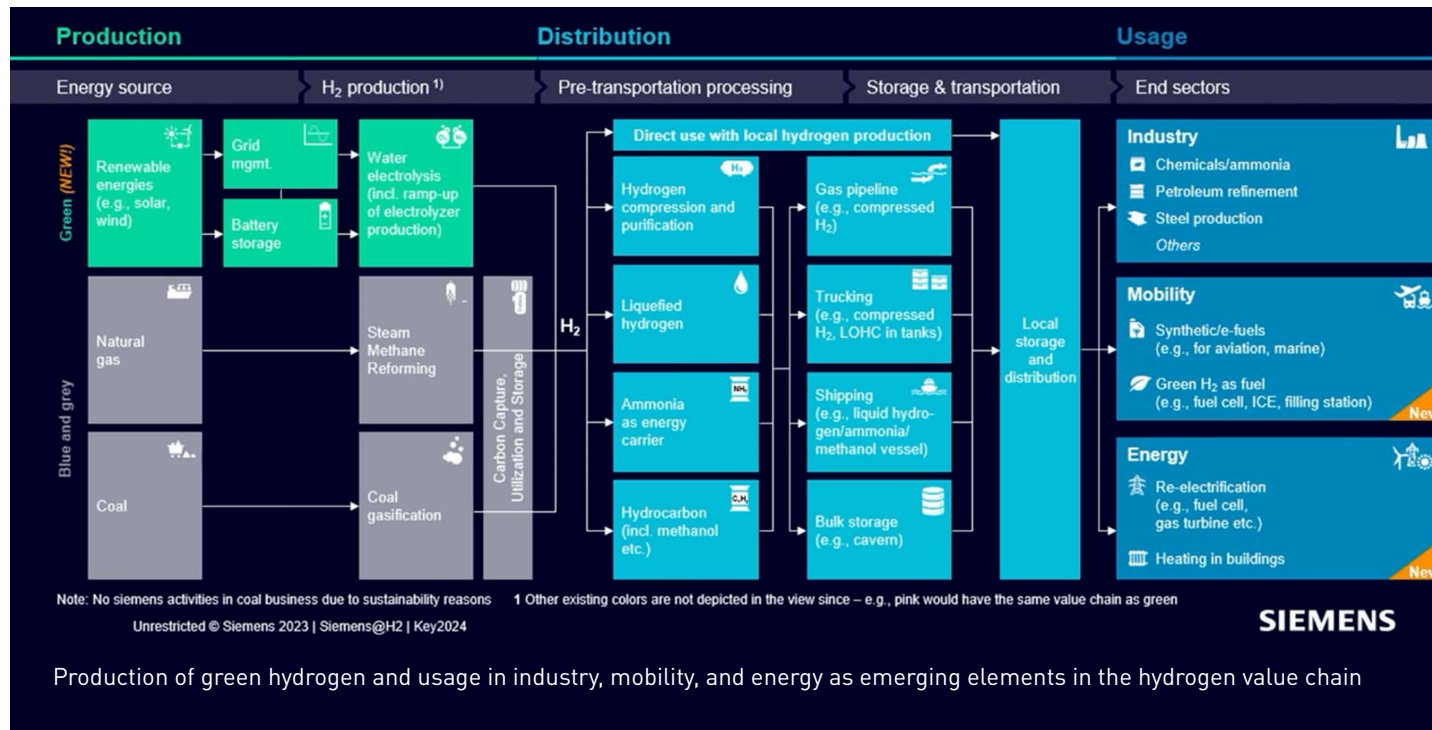 Production
Distribution
Usage
Energy source
H₂ production ¹⁾
Pre-transportation processing
Storage & transportation
End sectors
Green (NEW!)
Renewable
energies
(e.g., solar,
wind)
Grid
mgmt.
Battery
storage
Water
electrolysis
(incl. ramp-up
of electrolyzer
production)
Blue and grey
Natural
gas
Steam
Methane
Reforming
Coal
Coal
gasification
Carbon Capture,
Utilization and Storage
H₂
Direct use with local hydrogen production
H₂
Hydrogen
compression and
purification
Liquefied
hydrogen
NH₃
Ammonia
as energy
carrier
Hydrocarbon
(incl. methanol
etc.)
Gas pipeline
(e.g., compressed
H₂)
Trucking
(e.g., compressed
H₂, LOHC in tanks)
Shipping
(e.g., liquid hydro-
gen/ammonia/
methanol vessel)
Bulk storage
(e.g., cavern)
Local
storage
and
distribution
Industry
Chemicals/ammonia
Petroleum refinement
Steel production
Others
Mobility
Synthetic/e-fuels
(e.g., for aviation, marine)
Green H₂ as fuel
(e.g., fuel cell, ICE, filling station)
New
Energy
Re-electrification
(e.g., fuel cell,
gas turbine etc.)
Heating in buildings
New
Note: No siemens activities in coal business due to sustainability reasons
1 Other existing colors are not depicted in the view since – e.g., pink would have the same value chain as green
Unrestricted © Siemens 2023 | Siemens@H2 | Key2024
SIEMENS
Production of green hydrogen and usage in industry, mobility, and energy as emerging elements in the hydrogen value chain